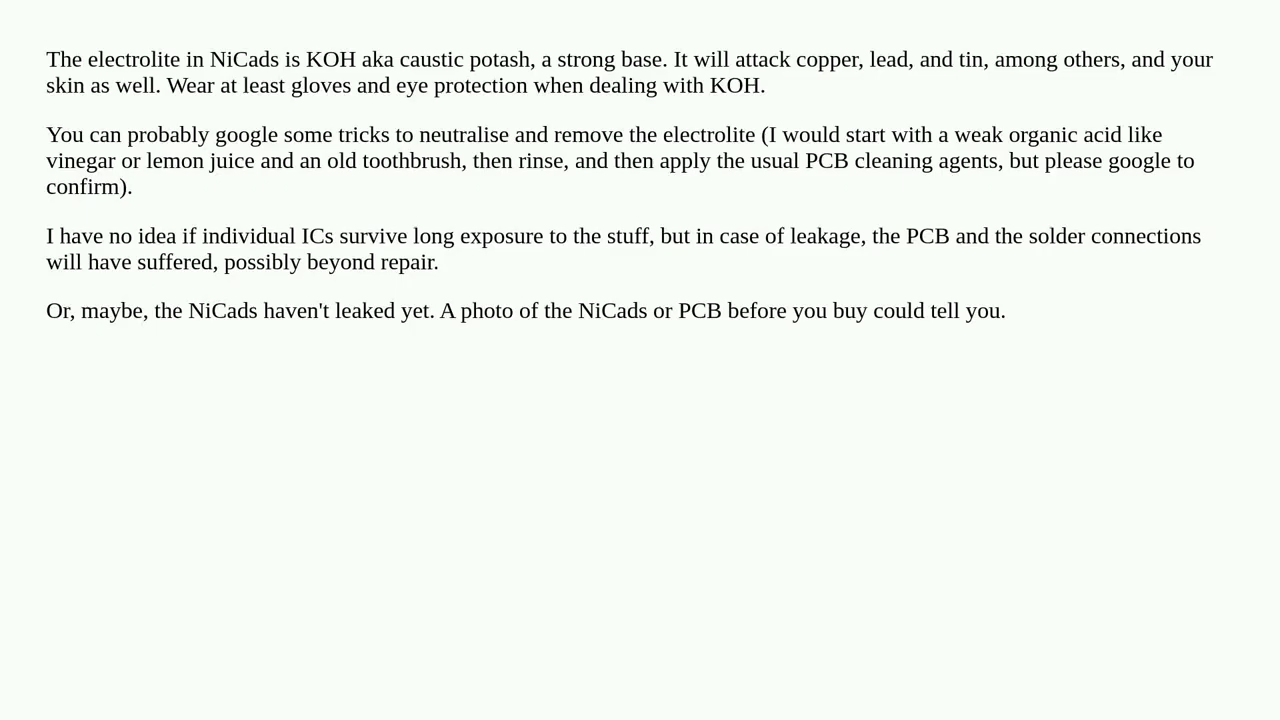 The electrolite in NiCads is KOH aka caustic potash, a strong base. It will attack copper, lead, and tin, among others, and your
skin as well. Wear at least gloves and eye protection when dealing with KOH.
You can probably google some tricks to neutralise and remove the electrolite (I would start with a weak organic acid like
vinegar or lemon juice and an old toothbrush, then rinse, and then apply the usual PCB cleaning agents, but please google to
confirm).
I have no idea if individual ICs survive long exposure to the stuff, but in case of leakage, the PCB and the solder connections
will have suffered, possibly beyond repair.
Or, maybe, the NiCads haven't leaked yet. A photo of the NiCads or PCB before you buy could tell you.